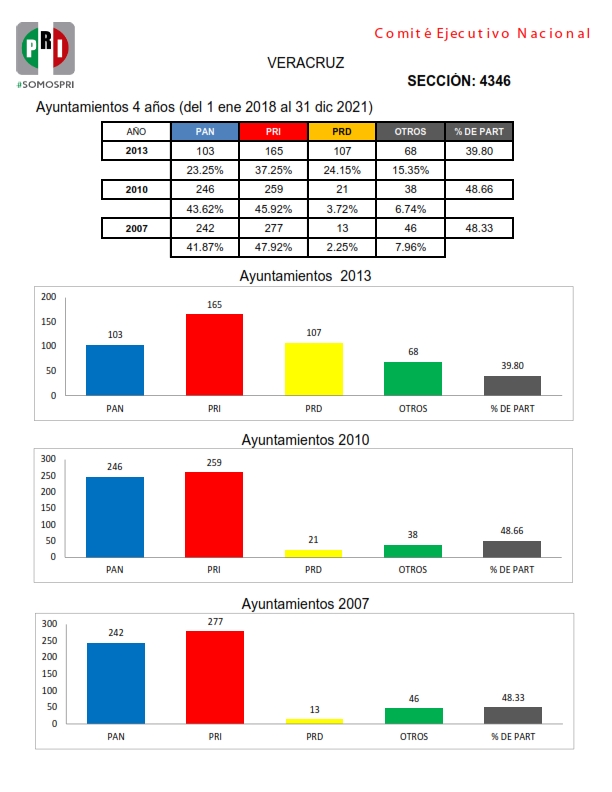 PRI
#SOMOSPRI
Comité Ejecutivo Nacional
VERACRUZ
SECCIÓN: 4346
Ayuntamientos 4 años (del 1 ene 2018 al 31 dic 2021)
AÑO PAN PRI PRD OTROS % DE PART
2013 103 165 107 68 39.80
23.25% 37.25% 24.15% 15.35%
2010 246 259 21 38 48.66
43.62% 45.92% 3.72% 6.74%
2007 242 277 13 46 48.33
41.87% 47.92% 2.25% 7.96%
Ayuntamientos 2013
200
150
100
50
0
103 165 107 68 39.80
PAN PRI PRD OTROS % DE PART
Ayuntamientos 2010
300
250
200
150
100
50
0
246 259 21 38 48.66
PAN PRI PRD OTROS % DE PART
Ayuntamientos 2007
300
250
200
150
100
50
0
242 277 13 46 48.33
PAN PRI PRD OTROS % DE PART